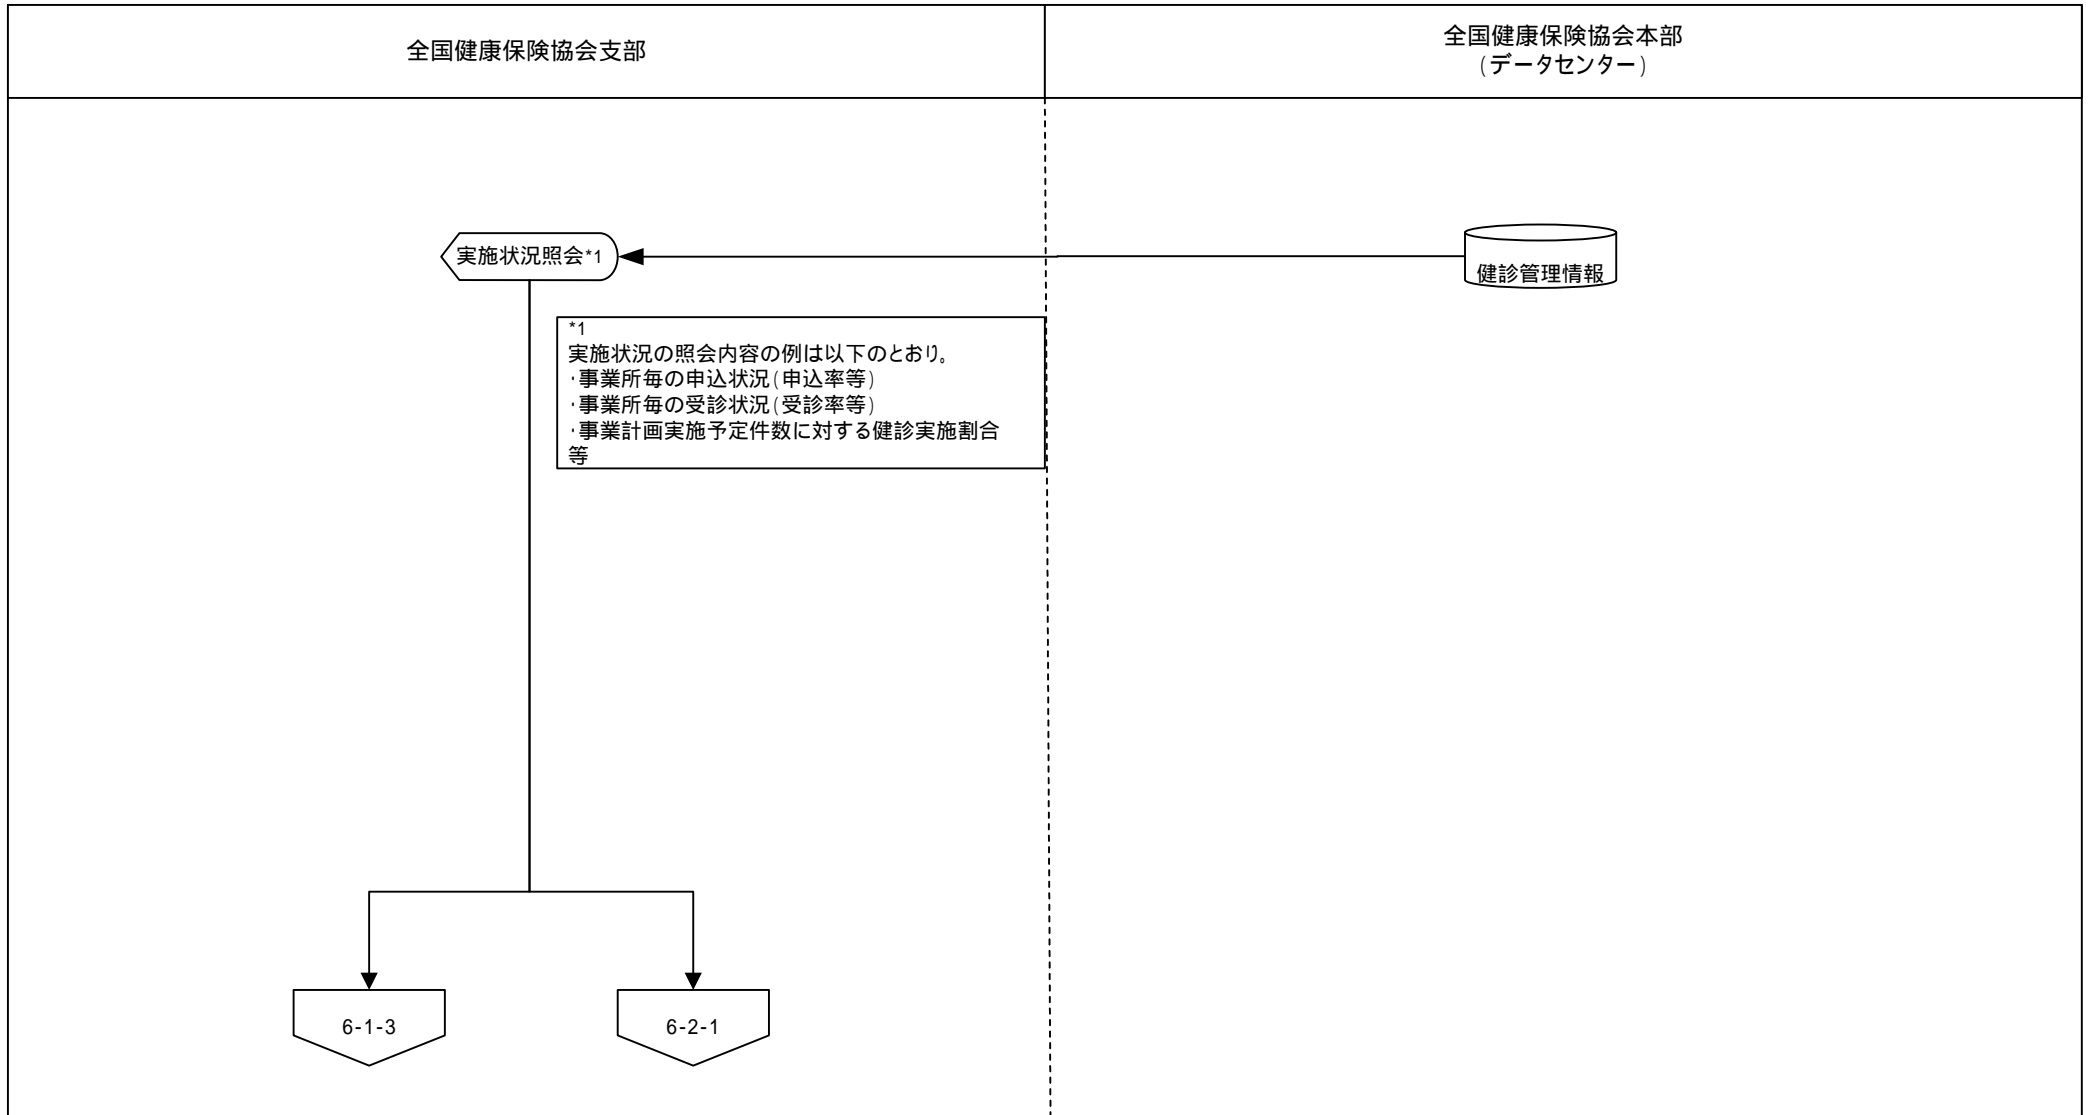 全国健康保険協会支部
全国健康保険協会本部
(データセンター)
実施状況照会*1
健診管理情報
*1
実施状況の照会内容の例は以下のとおり。
・事業所毎の申込状況(申込率等)
・事業所毎の受診状況(受診率等)
・事業計画実施予定件数に対する健診実施割合
等
6-1-3
6-2-1